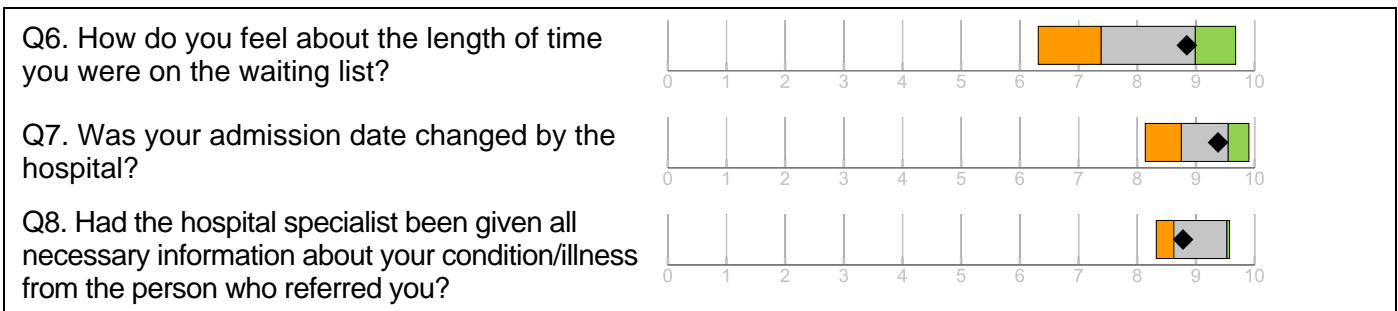 Q6. How do you feel about the length of time
you were on the waiting list?
0 1 2 3 4 5 6 7 8 9 10
Q7. Was your admission date changed by the
hospital?
0 1 2 3 4 5 6 7 8 9 10
Q8. Had the hospital specialist been given all
necessary information about your condition/illness
from the person who referred you?
0 1 2 3 4 5 6 7 8 9 10